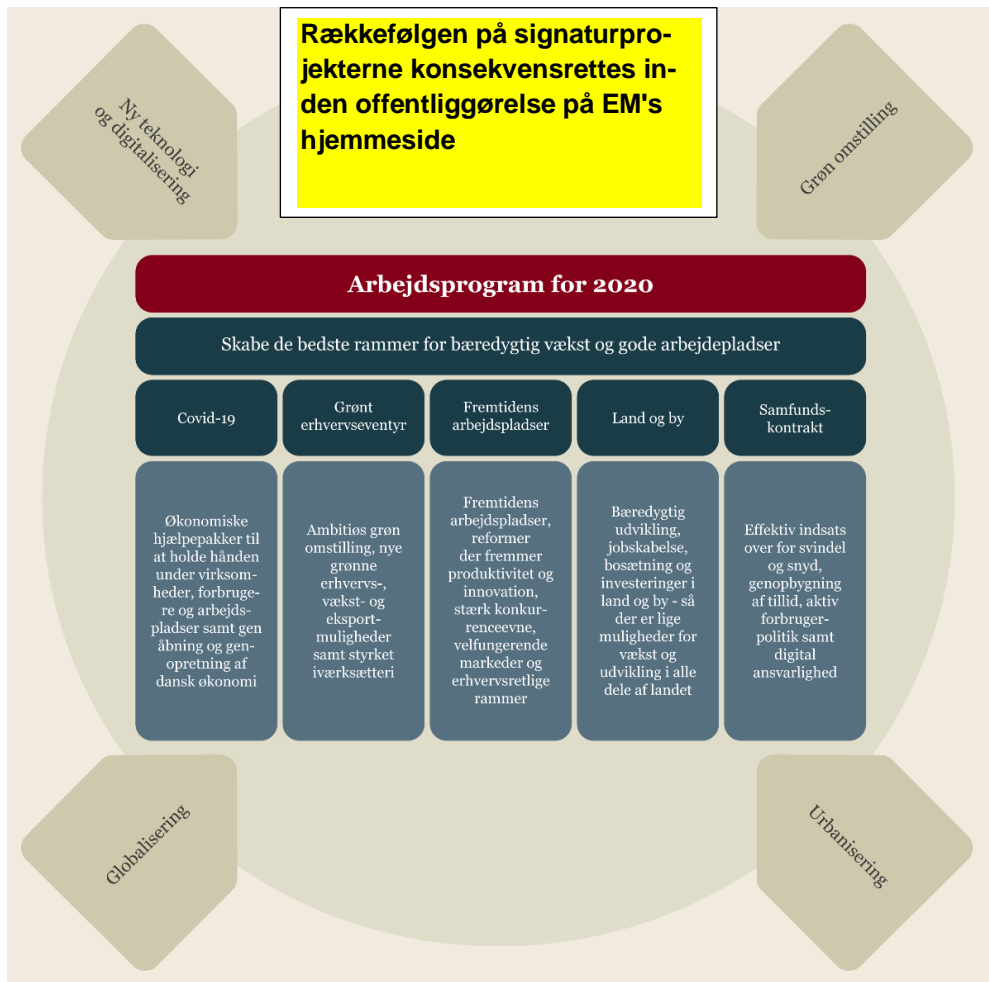 Rækkefølgen på signaturpro-
jekterne konsekvensrettes in-
den offentliggørelse på EM's
hjemmeside
Ny teknologi
og digitalisering
Grøn omstilling
Arbejdsprogram for 2020
Skabe de bedste rammer for bæredygtig vækst og gode arbejdepladser
Covid-19
Grønt
erhvervseventyr
Fremtidens
arbejdspladser
Land og by
Samfunds-
kontrakt
Økonomiske
hjælpepakker til
at holde hånden
under virksom-
heder, forbruge-
re og arbejds-
pladser samt gen
åbning og gen-
opretning af
dansk økonomi
Ambitiøs grøn
omstilling, nye
grønne
erhvervs-,
vækst- og
eksport-
muligheder
samt styrket
iværksætteri
Fremtidens
arbejdspladser,
reformer
der fremmer
produktivitet og
innovation,
stærk konkur-
renceevne,
velfungerende
markeder og
erhvervsretlige
rammer
Bæredygtig
udvikling,
jobskabelse,
bosætning og
investeringer i
land og by - så
der er lige
muligheder for
vækst og
udvikling i alle
dele af landet
Effektiv indsats
over for svindel
og snyd,
genopbygning
af tillid, aktiv
forbruger-
politik samt
digital
ansvarlighed
Globalisering
Urbanisering